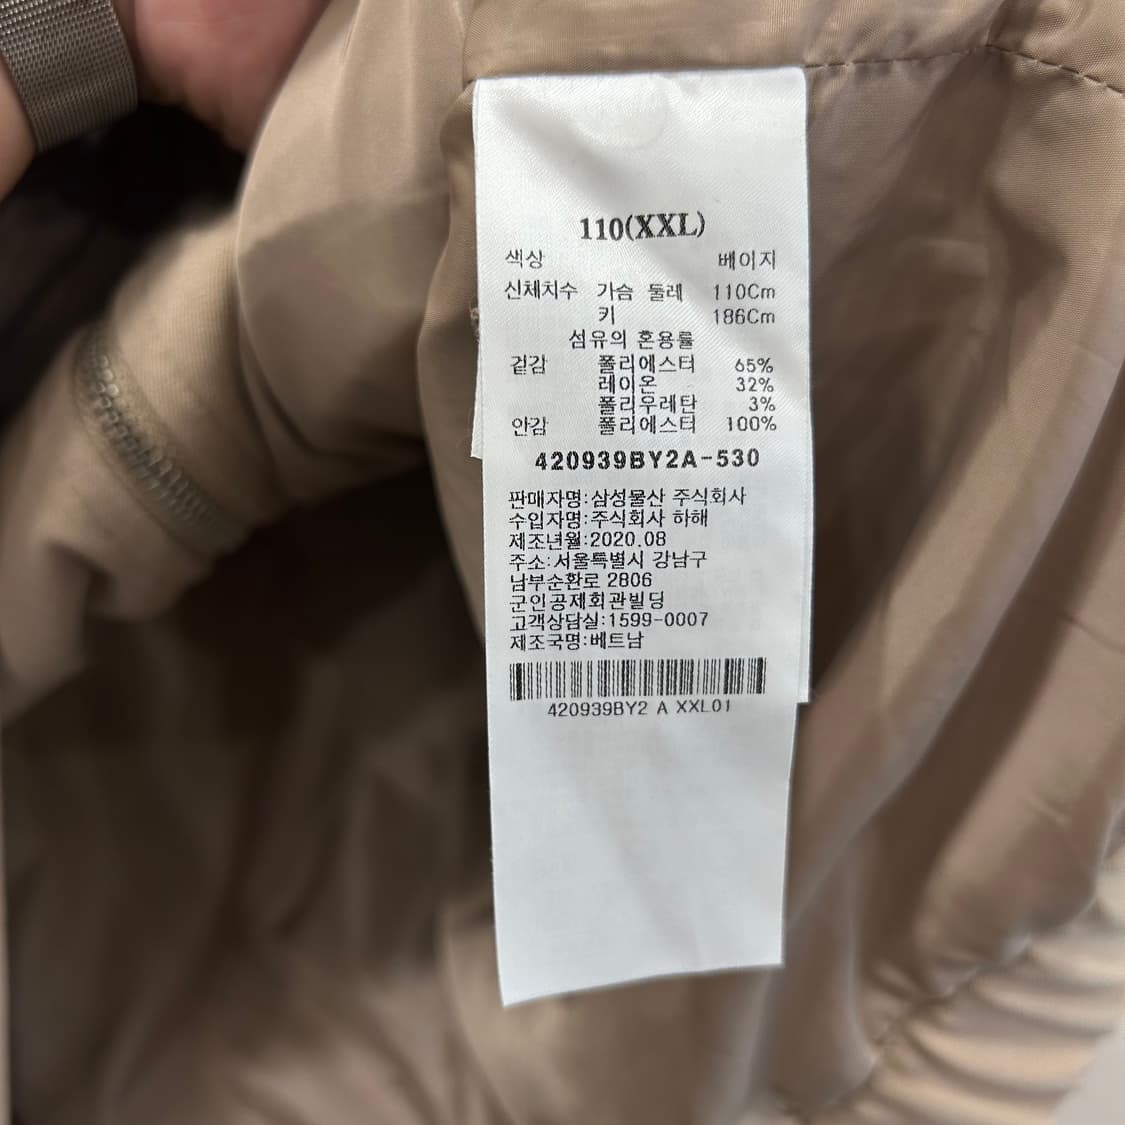 110(XXL)
색상 베이지
신체치수 가슴 둘레 110Cm
키 186Cm
섬유의 혼용률
겉감 폴리에스터 65%
레이온 32%
폴리우레탄 3%
안감 폴리에스터 100%
420939BY2A-530
판매자명:삼성물산 주식회사
수입자명:주식회사 하해
제조년월:2020.08
주소:서울특별시 강남구
남부순환로 2806
군인공제회관빌딩
고객상담실:1599-0007
제조국명:베트남
420939BY2 A XXL01